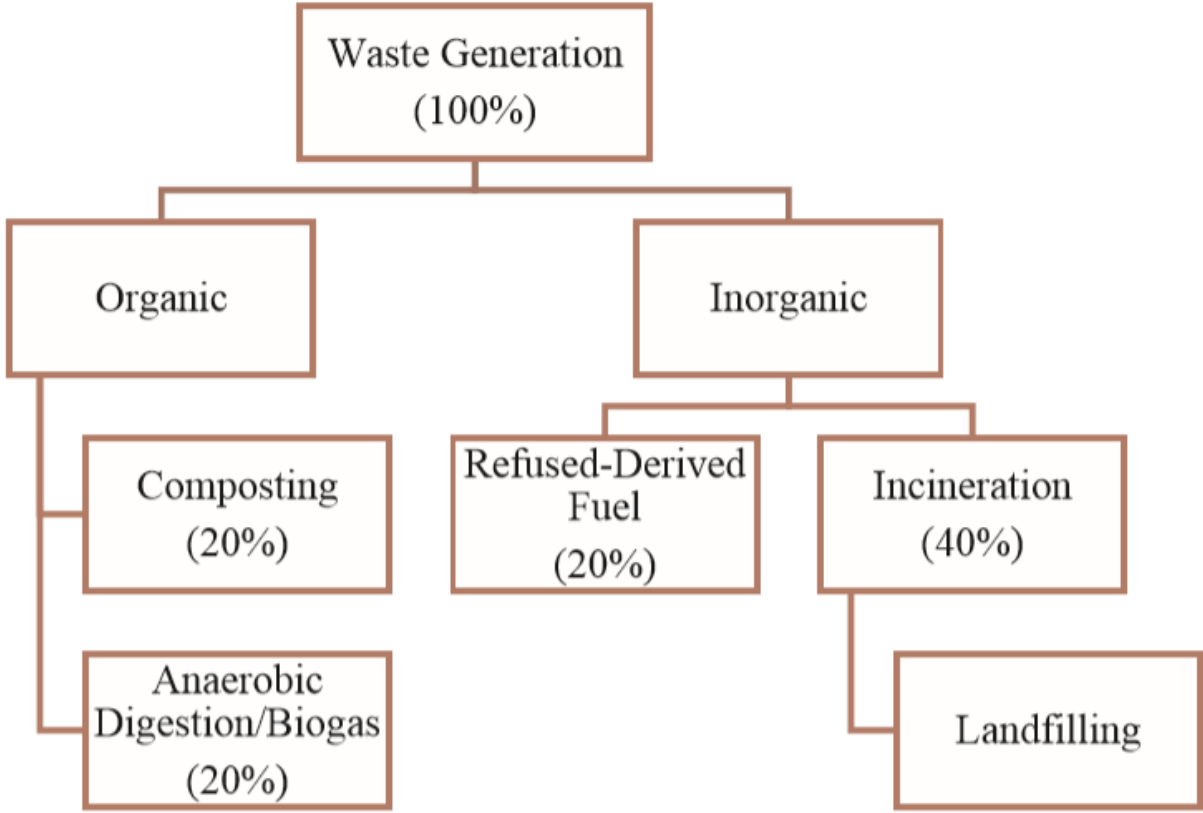 Waste Generation
(100%)
Organic
Inorganic
Composting
(20%)
Refused-Derived
Fuel
(20%)
Incineration
(40%)
Anaerobic
Digestion/Biogas
(20%)
Landfilling